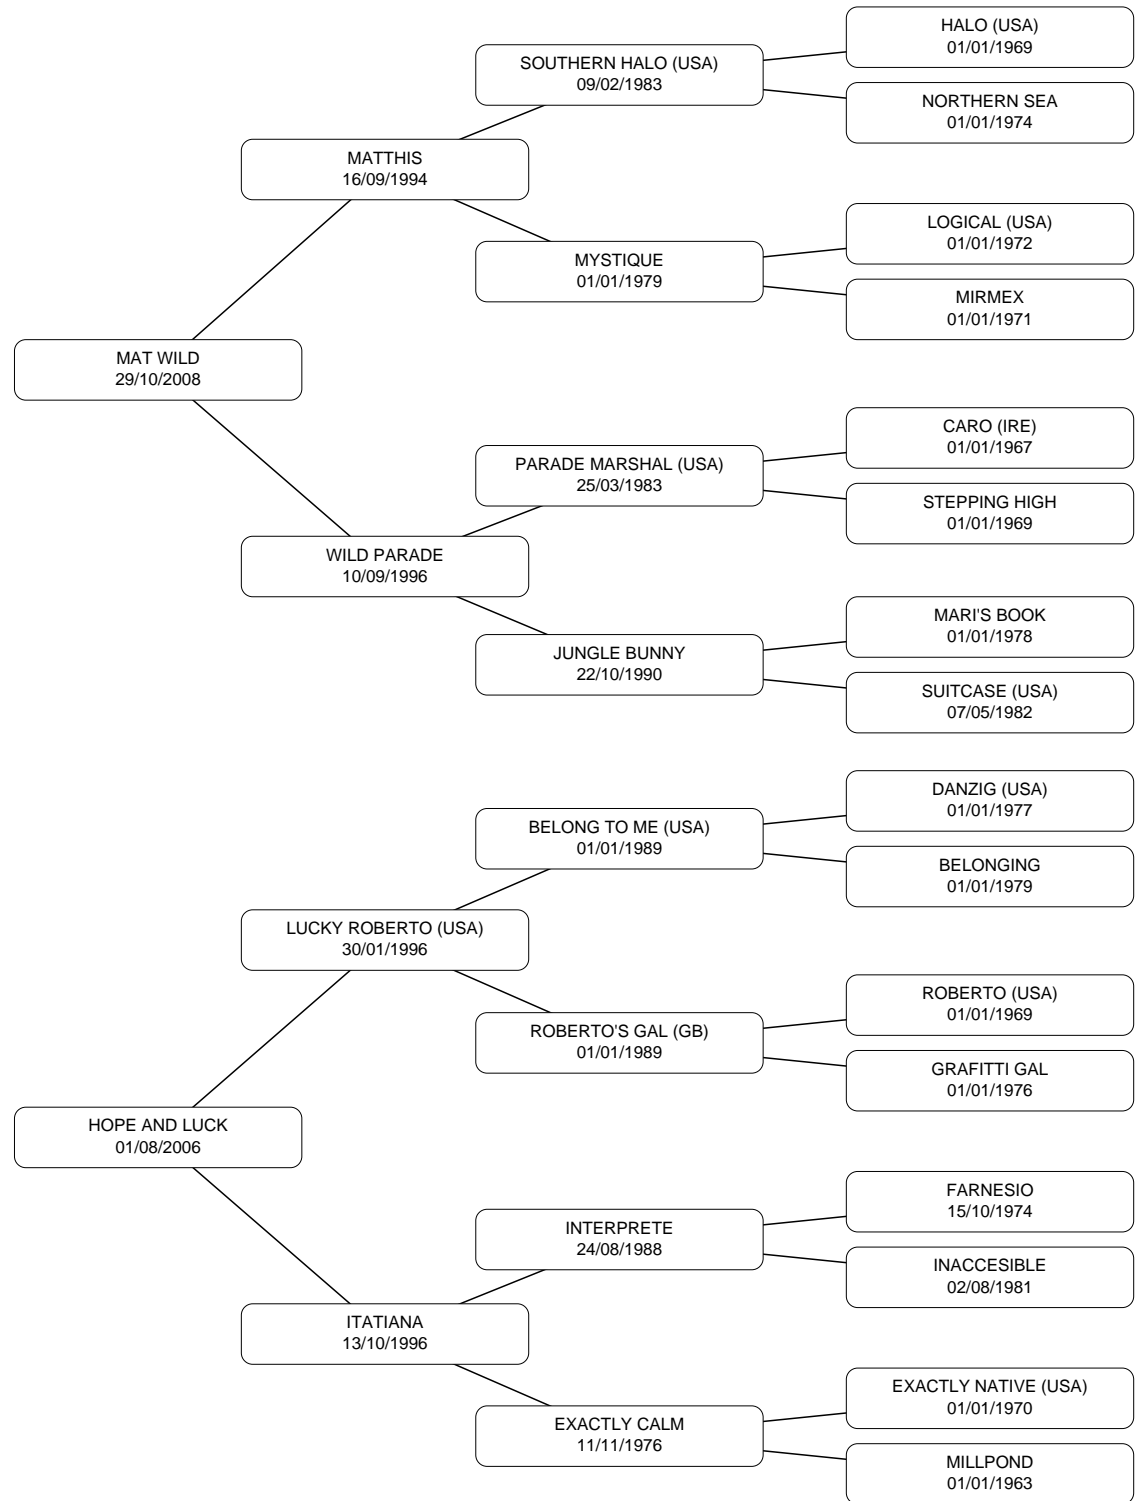 HALO (USA)
01/01/1969
SOUTHERN HALO (USA)
09/02/1983
NORTHERN SEA
01/01/1974
MATTHIS
16/09/1994
LOGICAL (USA)
01/01/1972
MYSTIQUE
01/01/1979
MIRMEX
01/01/1971
MAT WILD
29/10/2008
CARO (IRE)
01/01/1967
PARADE MARSHAL (USA)
25/03/1983
STEPPING HIGH
01/01/1969
WILD PARADE
10/09/1996
MARI'S BOOK
01/01/1978
JUNGLE BUNNY
22/10/1990
SUITCASE (USA)
07/05/1982
DANZIG (USA)
01/01/1977
BELONG TO ME (USA)
01/01/1989
BELONGING
01/01/1979
LUCKY ROBERTO (USA)
30/01/1996
ROBERTO (USA)
01/01/1969
ROBERTO'S GAL (GB)
01/01/1989
GRAFITTI GAL
01/01/1976
HOPE AND LUCK
01/08/2006
FARNESIO
15/10/1974
INTERPRETE
24/08/1988
INACCESIBLE
02/08/1981
ITATIANA
13/10/1996
EXACTLY NATIVE (USA)
01/01/1970
EXACTLY CALM
11/11/1976
MILLPOND
01/01/1963